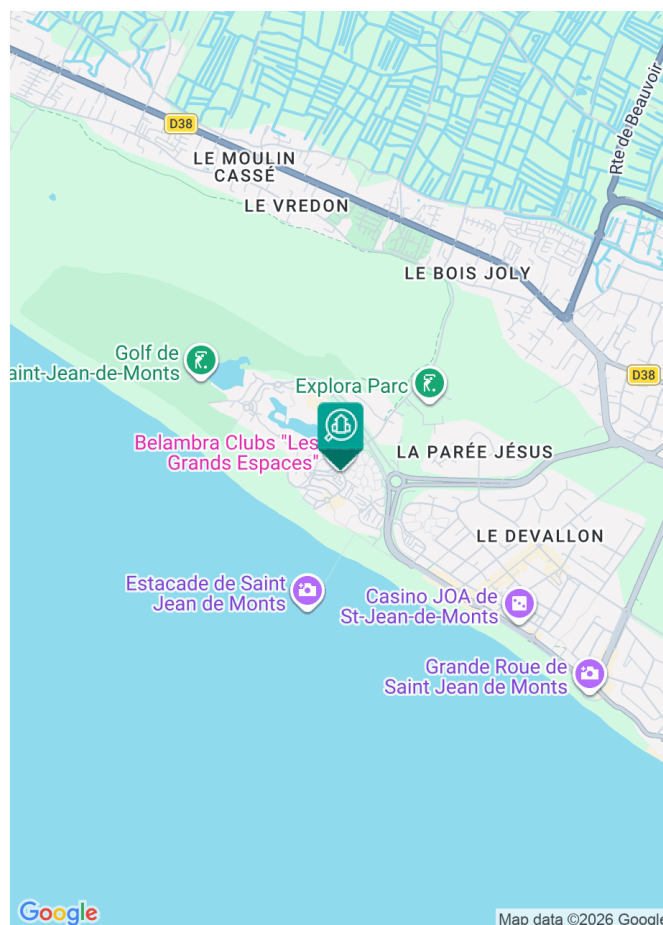 D38
LE MOULIN
CASSÉ
LE VREDON
Rte de Beauvoir
LE BOIS JOLY
Golf de
aint-Jean-de-Monts
Explora Parc
D38
Belambra Clubs "Les
Grands Espaces"
LA PARÉE JÉSUS
LE DEVALLON
Estacade de Saint
Jean de Monts
Casino JOA de
St-Jean-de-Monts
Grande Roue de
Saint Jean de Monts
Google
Map data ©2026 Google